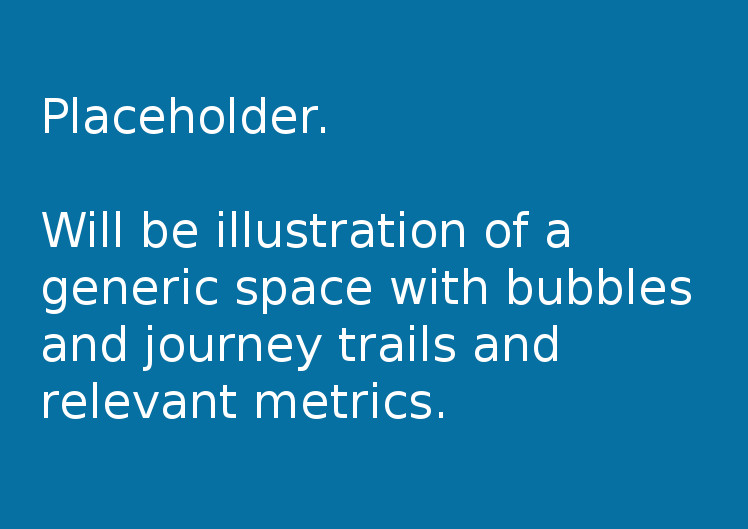 Placeholder.
Will be illustration of a
generic space with bubbles
and journey trails and
relevant metrics.